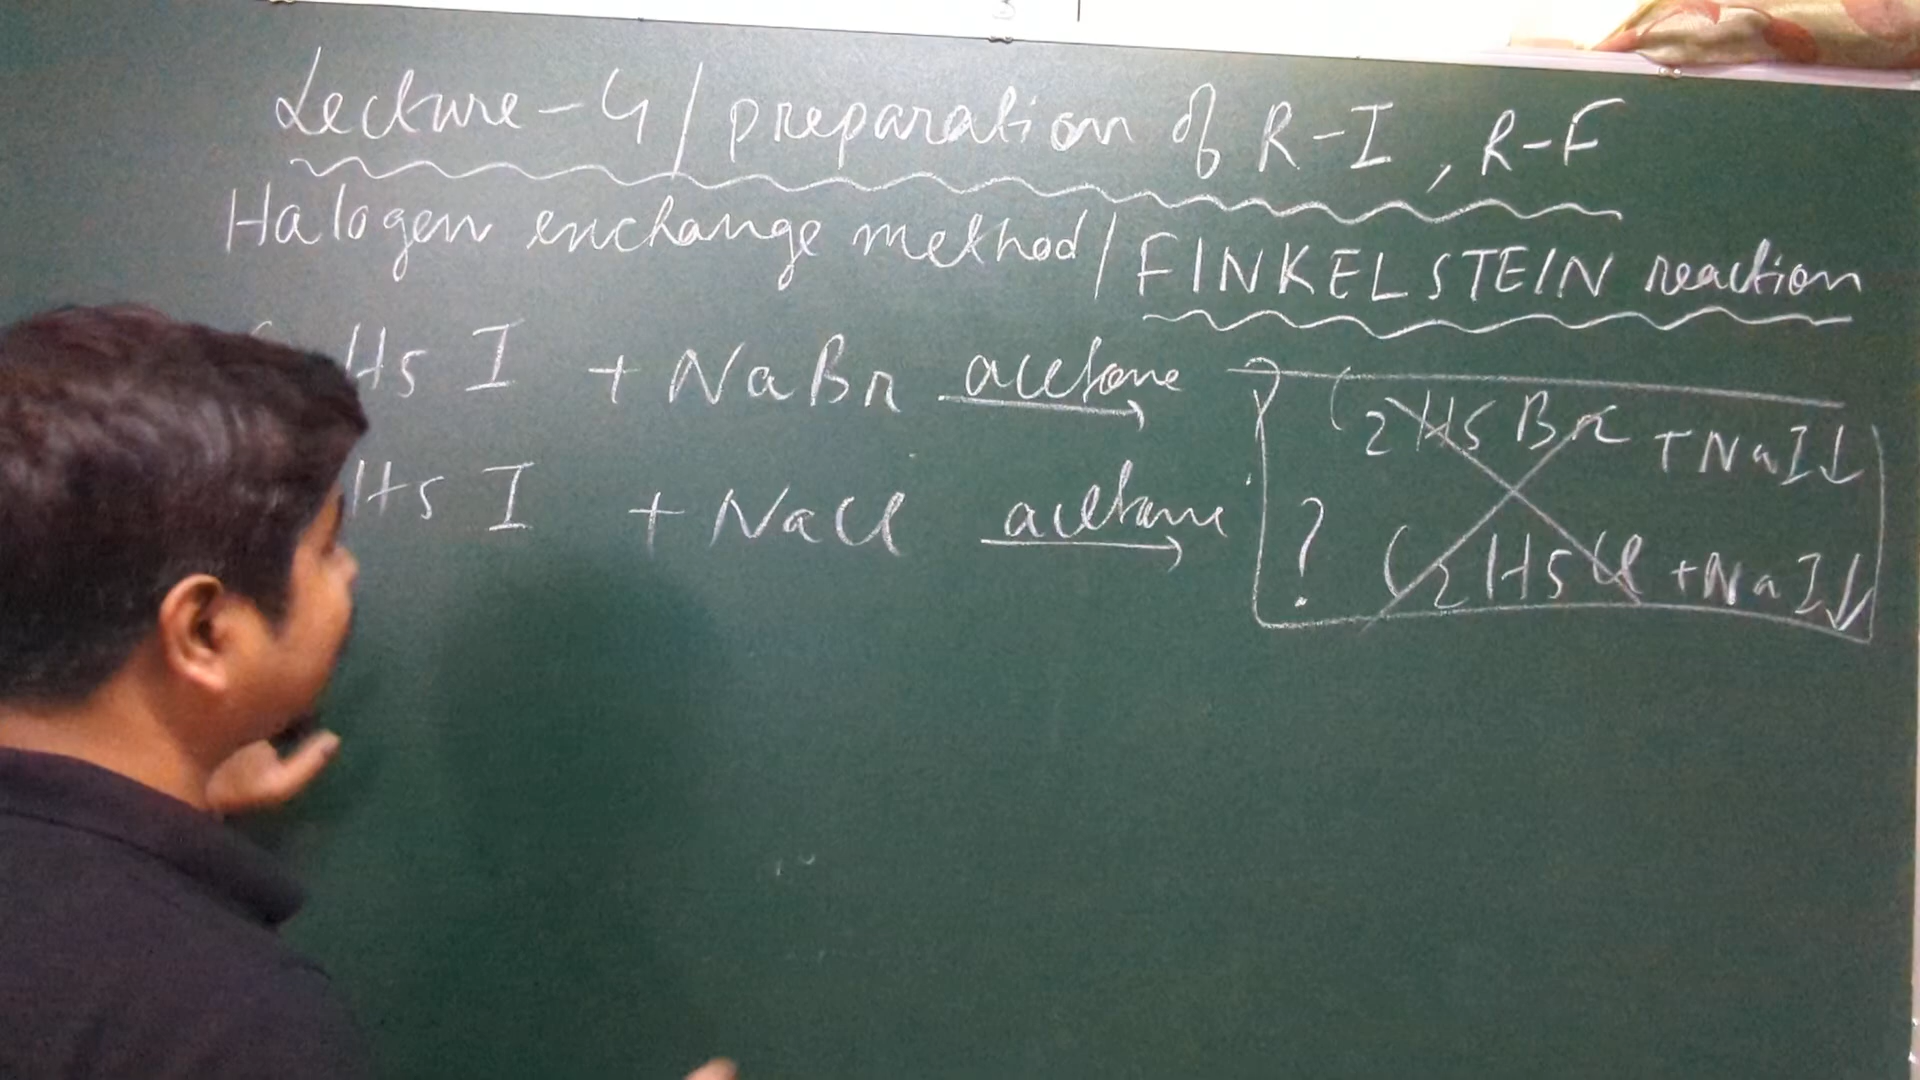 Lecture-4/preparation of R-I, R-F
Halogen exchange method/FINKELSTEIN reaction
H5 I + NaBr acetone → ? C2H5Br + NaI↓
H5 I + NaCl acetone → ? C2H5Cl + NaI↓